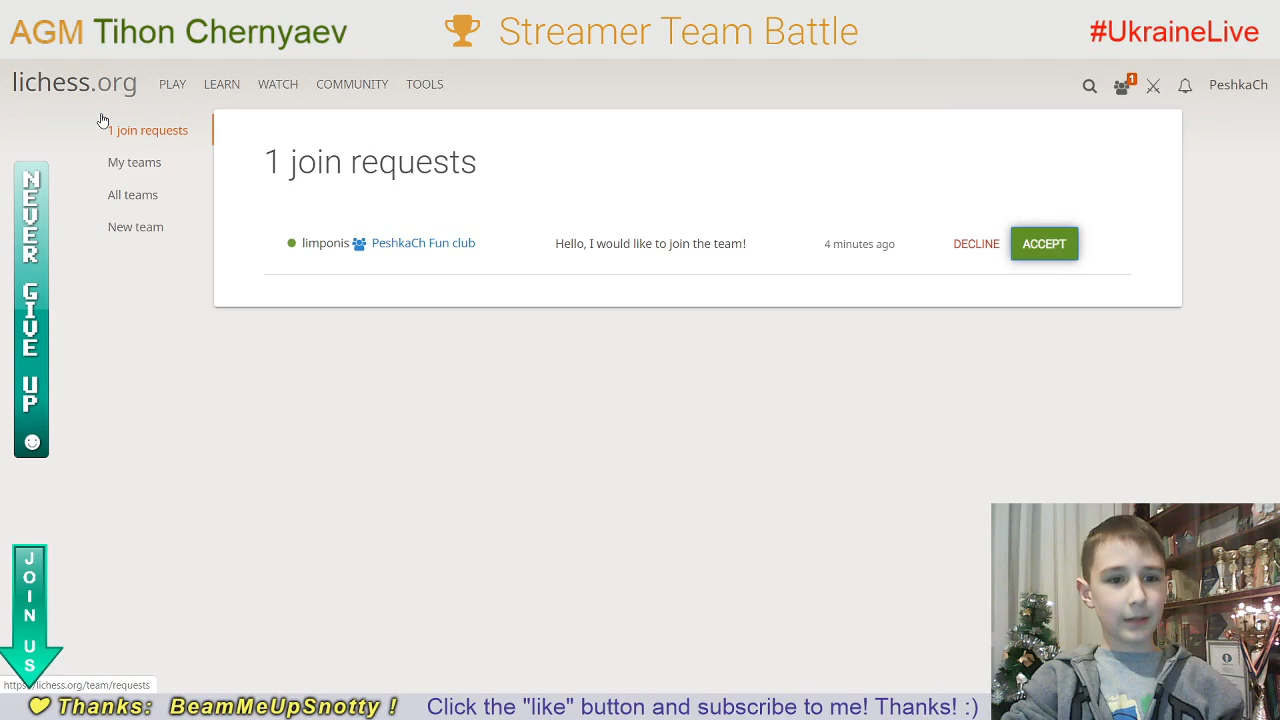 AGM Tihon Chernyaev
Streamer Team Battle
#UkraineLive
lichess.org
PLAY
LEARN
WATCH
COMMUNITY
TOOLS
1
PeshkaCh
1 join requests
My teams
All teams
New team
1 join requests
limponis
PeshkaCh Fun club
Hello, I would like to join the team!
4 minutes ago
DECLINE
ACCEPT
NEVER GIVE UP
JOIN US
https://lichess.org/team/requests
Thanks: BeamMeUpSnotty !
Click the "like" button and subscribe to me! Thanks! :)